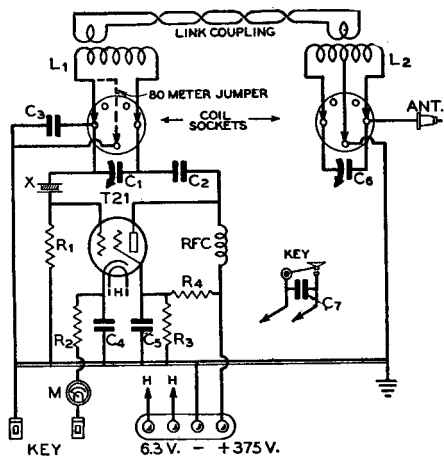 LINK COUPLING
L1 L2
80 METER JUMPER
C3 COIL SOCKETS ANT.
X C1 C2 C6
T21
R1 RFC
H R4 KEY
C7
R2 C4 C5 R3
M H H
KEY 6.3 V. - + 375 V.